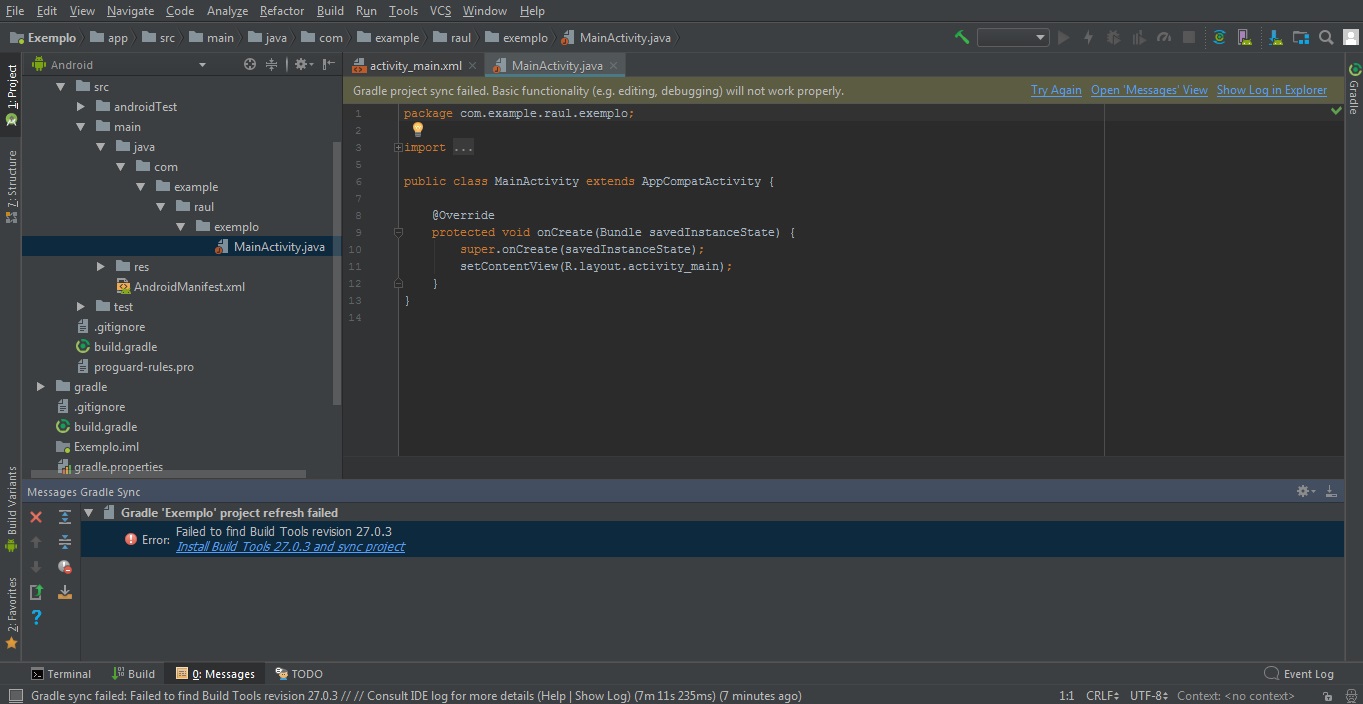 File Edit View Navigate Code Analyze Refactor Build Run Tools VCS Window Help
Exemplo app src main java com example raul exemplo MainActivity.java
Android
activity_main.xml MainActivity.java
Gradle project sync failed. Basic functionality (e.g. editing, debugging) will not work properly. Try Again Open 'Messages' View Show Log in Explorer
1: Project
7: Structure
Build Variants
2: Favorites
src
androidTest
main
java
com
example
raul
exemplo
MainActivity.java
res
AndroidManifest.xml
test
.gitignore
build.gradle
proguard-rules.pro
gradle
.gitignore
build.gradle
Exemplo.iml
gradle.properties
1 package com.example.raul.exemplo;
2
3 import ...
5
6 public class MainActivity extends AppCompatActivity {
7
8 @Override
9 protected void onCreate(Bundle savedInstanceState) {
10 super.onCreate(savedInstanceState);
11 setContentView(R.layout.activity_main);
12 }
13 }
14
Gradle
Messages Gradle Sync
Gradle 'Exemplo' project refresh failed
Error: Failed to find Build Tools revision 27.0.3
Install Build Tools 27.0.3 and sync project
Terminal Build 0: Messages TODO Event Log
Gradle sync failed: Failed to find Build Tools revision 27.0.3 // // Consult IDE log for more details (Help | Show Log) (7m 11s 235ms) (7 minutes ago) 1:1 CRLF UTF-8 Context: <no context>